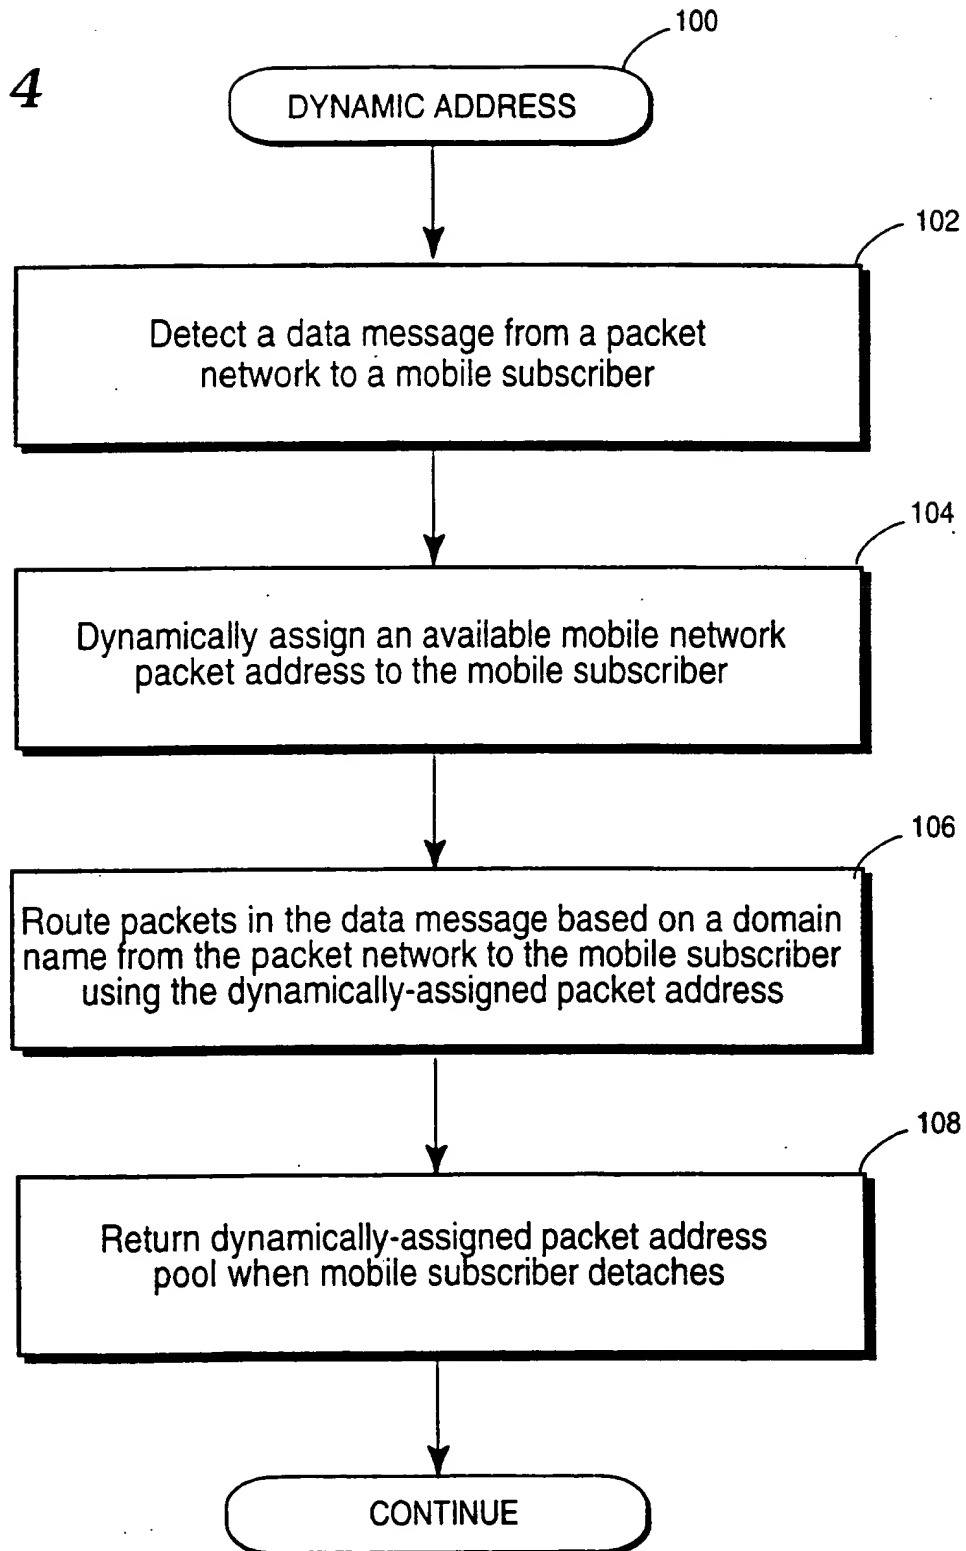 100
4
DYNAMIC ADDRESS
102
Detect a data message from a packet
network to a mobile subscriber
104
Dynamically assign an available mobile network
packet address to the mobile subscriber
106
Route packets in the data message based on a domain
name from the packet network to the mobile subscriber
using the dynamically-assigned packet address
108
Return dynamically-assigned packet address
pool when mobile subscriber detaches
CONTINUE